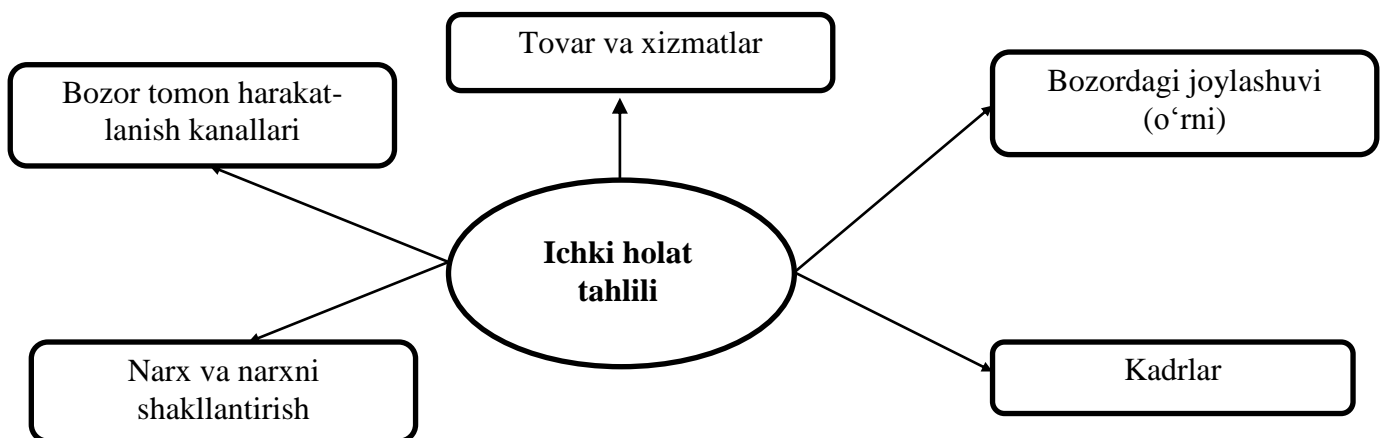 Tovar va xizmatlar
Bozor tomon harakat-
lanish kanallari
Bozordagi joylashuvi
(o‘rni)
Ichki holat
tahlili
Narx va narxni
shakllantirish
Kadrlar